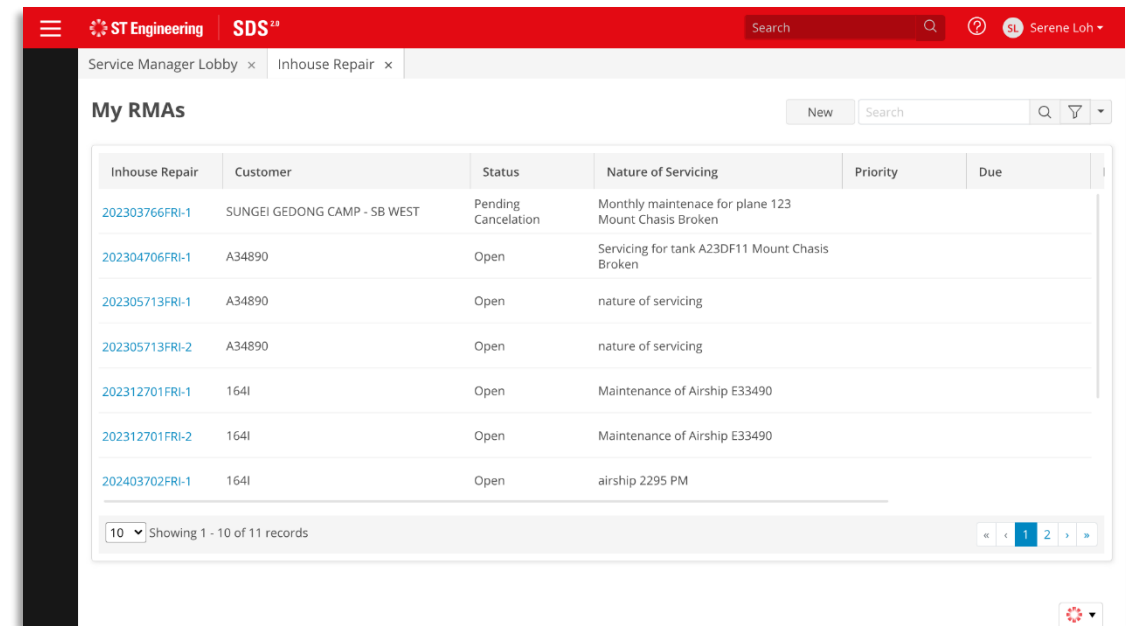 ST Engineering SDS 2.0 Search SL Serene Loh
Service Manager Lobby × Inhouse Repair ×
My RMAs New Search
Inhouse Repair Customer Status Nature of Servicing Priority Due
202303766FRI-1 SUNGEI GEDONG CAMP - SB WEST Pending Cancelation Monthly maintenace for plane 123 Mount Chasis Broken
202304706FRI-1 A34890 Open Servicing for tank A23DF11 Mount Chasis Broken
202305713FRI-1 A34890 Open nature of servicing
202305713FRI-2 A34890 Open nature of servicing
202312701FRI-1 164I Open Maintenance of Airship E33490
202312701FRI-2 164I Open Maintenance of Airship E33490
202403702FRI-1 164I Open airship 2295 PM
10 Showing 1 - 10 of 11 records « ‹ 1 2 › »